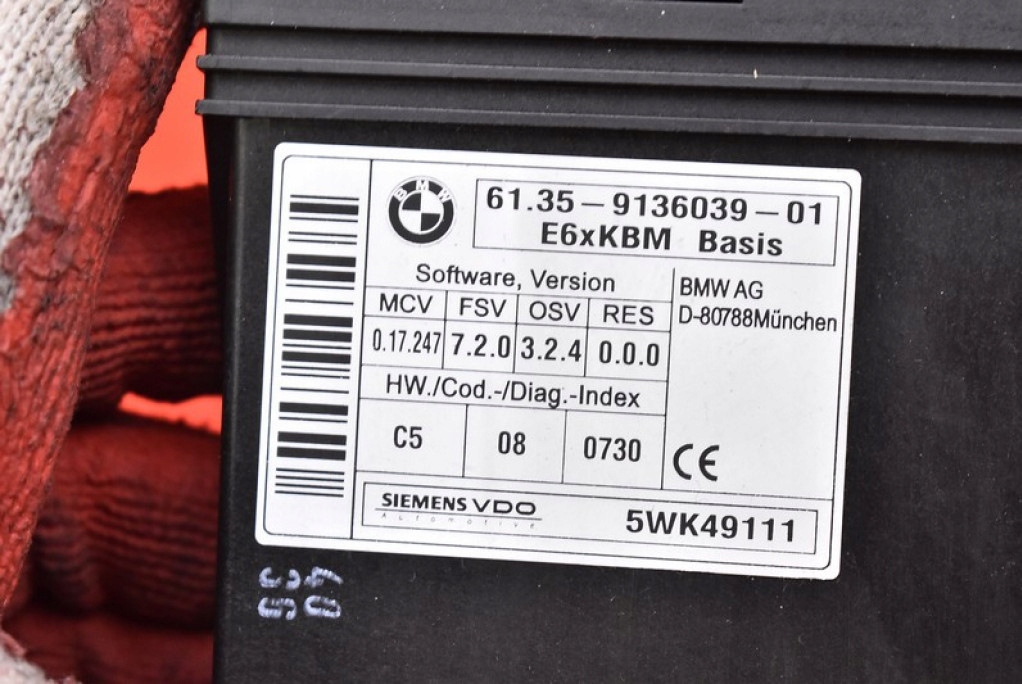 BMW
61.35-9136039-01
E6xKBM Basis
Software, Version
MCV FSV OSV RES
0.17.247 7.2.0 3.2.4 0.0.0
HW./Cod.-/Diag.-Index
C5 08 0730
BMW AG
D-80788München
CE
SIEMENS VDO
Automotive
5WK49111